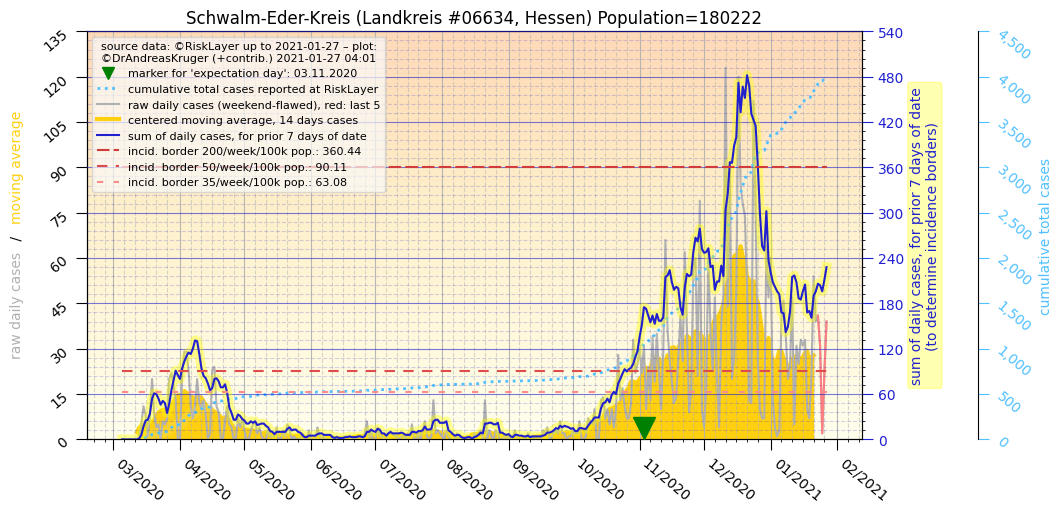 Schwalm-Eder-Kreis (Landkreis #06634, Hessen) Population=180222
source data: ©RiskLayer up to 2021-01-27 – plot:
©DrAndreasKruger (+contrib.) 2021-01-27 04:01
marker for 'expectation day': 03.11.2020
cumulative total cases reported at RiskLayer
raw daily cases (weekend-flawed), red: last 5
centered moving average, 14 days cases
sum of daily cases, for prior 7 days of date
incid. border 200/week/100k pop.: 360.44
incid. border 50/week/100k pop.: 90.11
incid. border 35/week/100k pop.: 63.08
raw daily cases / moving average
135
120
105
90
75
60
45
30
15
0
03/2020
04/2020
05/2020
06/2020
07/2020
08/2020
09/2020
10/2020
11/2020
12/2020
01/2021
02/2021
540
480
420
360
300
240
180
120
60
0
sum of daily cases, for prior 7 days of date
(to determine incidence borders)
4,500
4,000
3,500
3,000
2,500
2,000
1,500
1,000
500
0
cumulative total cases